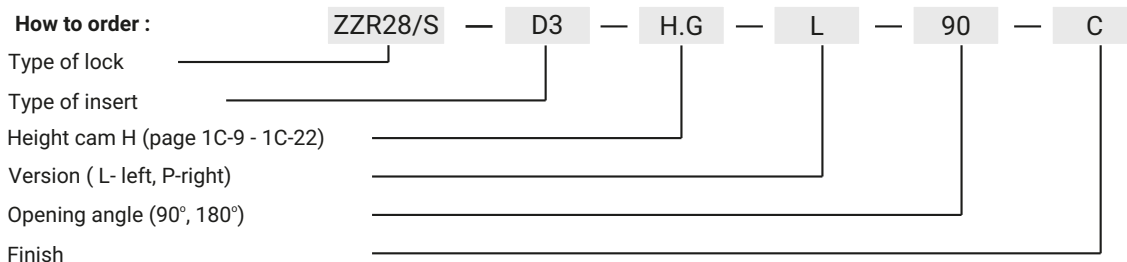 How to order : ZZR28/S — D3 — H.G — L — 90 — C
Type of lock
Type of insert
Height cam H (page 1C-9 - 1C-22)
Version ( L- left, P-right)
Opening angle (90°, 180°)
Finish